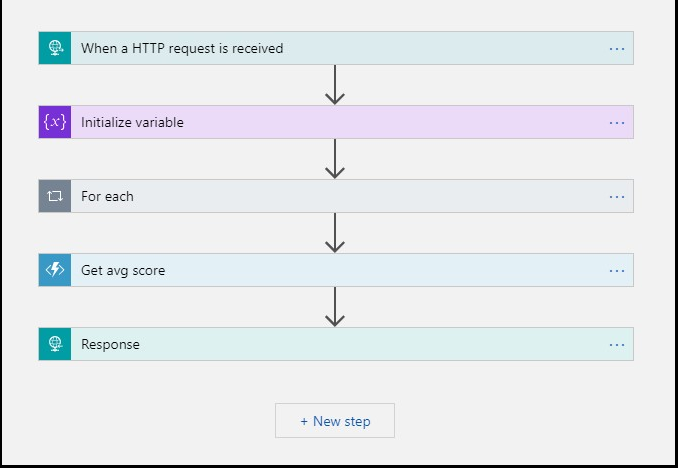 When a HTTP request is received
{x} Initialize variable
For each
Get avg score
Response
+ New step